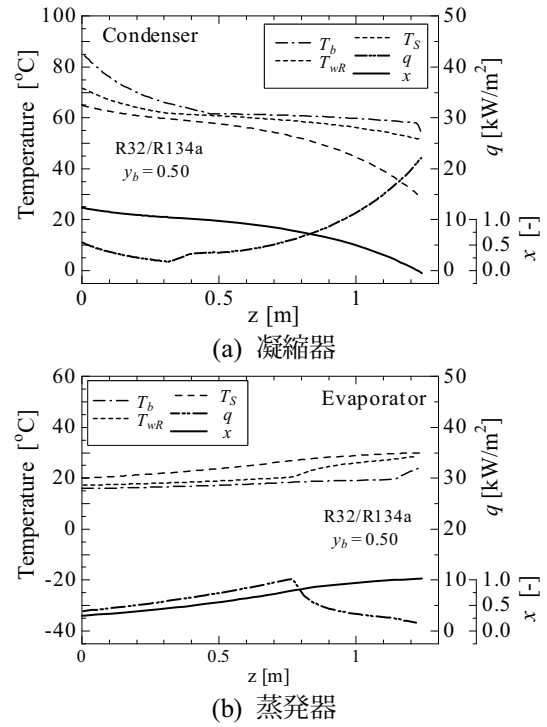 Condenser
T_b T_S
T_wR q
x
R32/R134a
y_b = 0.50
Temperature [°C]
100
80
60
40
20
0
q [kW/m²]
50
40
30
20
10
0
x [-]
1.0
0.5
0.0
0 0.5 1
z [m]
(a) 凝縮器
Evaporator
T_b T_S
T_wR q
x
R32/R134a
y_b = 0.50
Temperature [°C]
60
40
20
0
-20
-40
q [kW/m²]
50
40
30
20
10
0
x [-]
1.0
0.5
0.0
0 0.5 1
z [m]
(b) 蒸発器